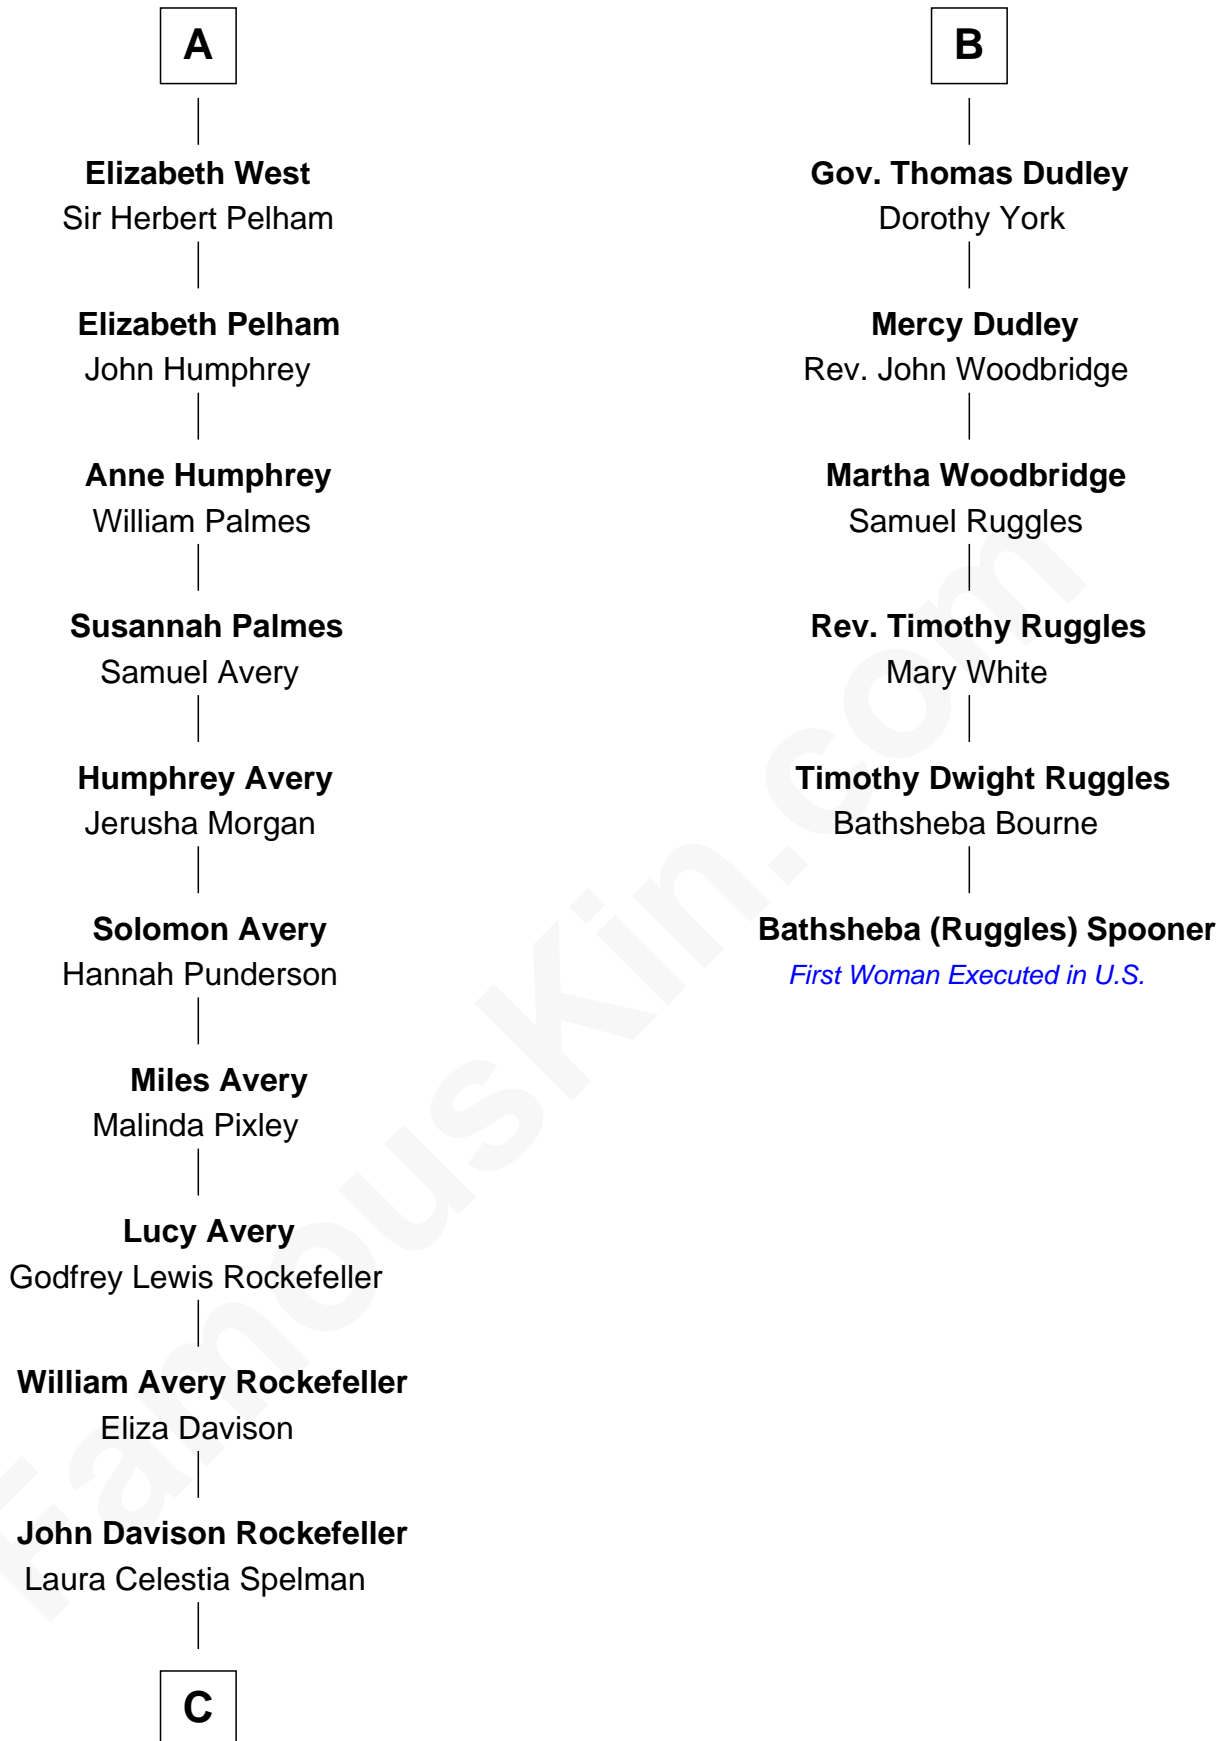 A
Elizabeth West
Sir Herbert Pelham
Elizabeth Pelham
John Humphrey
Anne Humphrey
William Palmes
Susannah Palmes
Samuel Avery
Humphrey Avery
Jerusha Morgan
Solomon Avery
Hannah Punderson
Miles Avery
Malinda Pixley
Lucy Avery
Godfrey Lewis Rockefeller
William Avery Rockefeller
Eliza Davison
John Davison Rockefeller
Laura Celestia Spelman
C
B
Gov. Thomas Dudley
Dorothy York
Mercy Dudley
Rev. John Woodbridge
Martha Woodbridge
Samuel Ruggles
Rev. Timothy Ruggles
Mary White
Timothy Dwight Ruggles
Bathsheba Bourne
Bathsheba (Ruggles) Spooner
First Woman Executed in U.S.
FamousKin.com